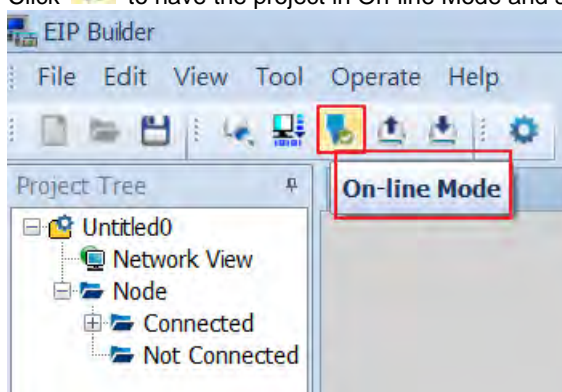 Click to have the project in On-line Mode and s
EIP Builder
File Edit View Tool Operate Help
Project Tree
On-line Mode
Untitled0
Network View
Node
Connected
Not Connected